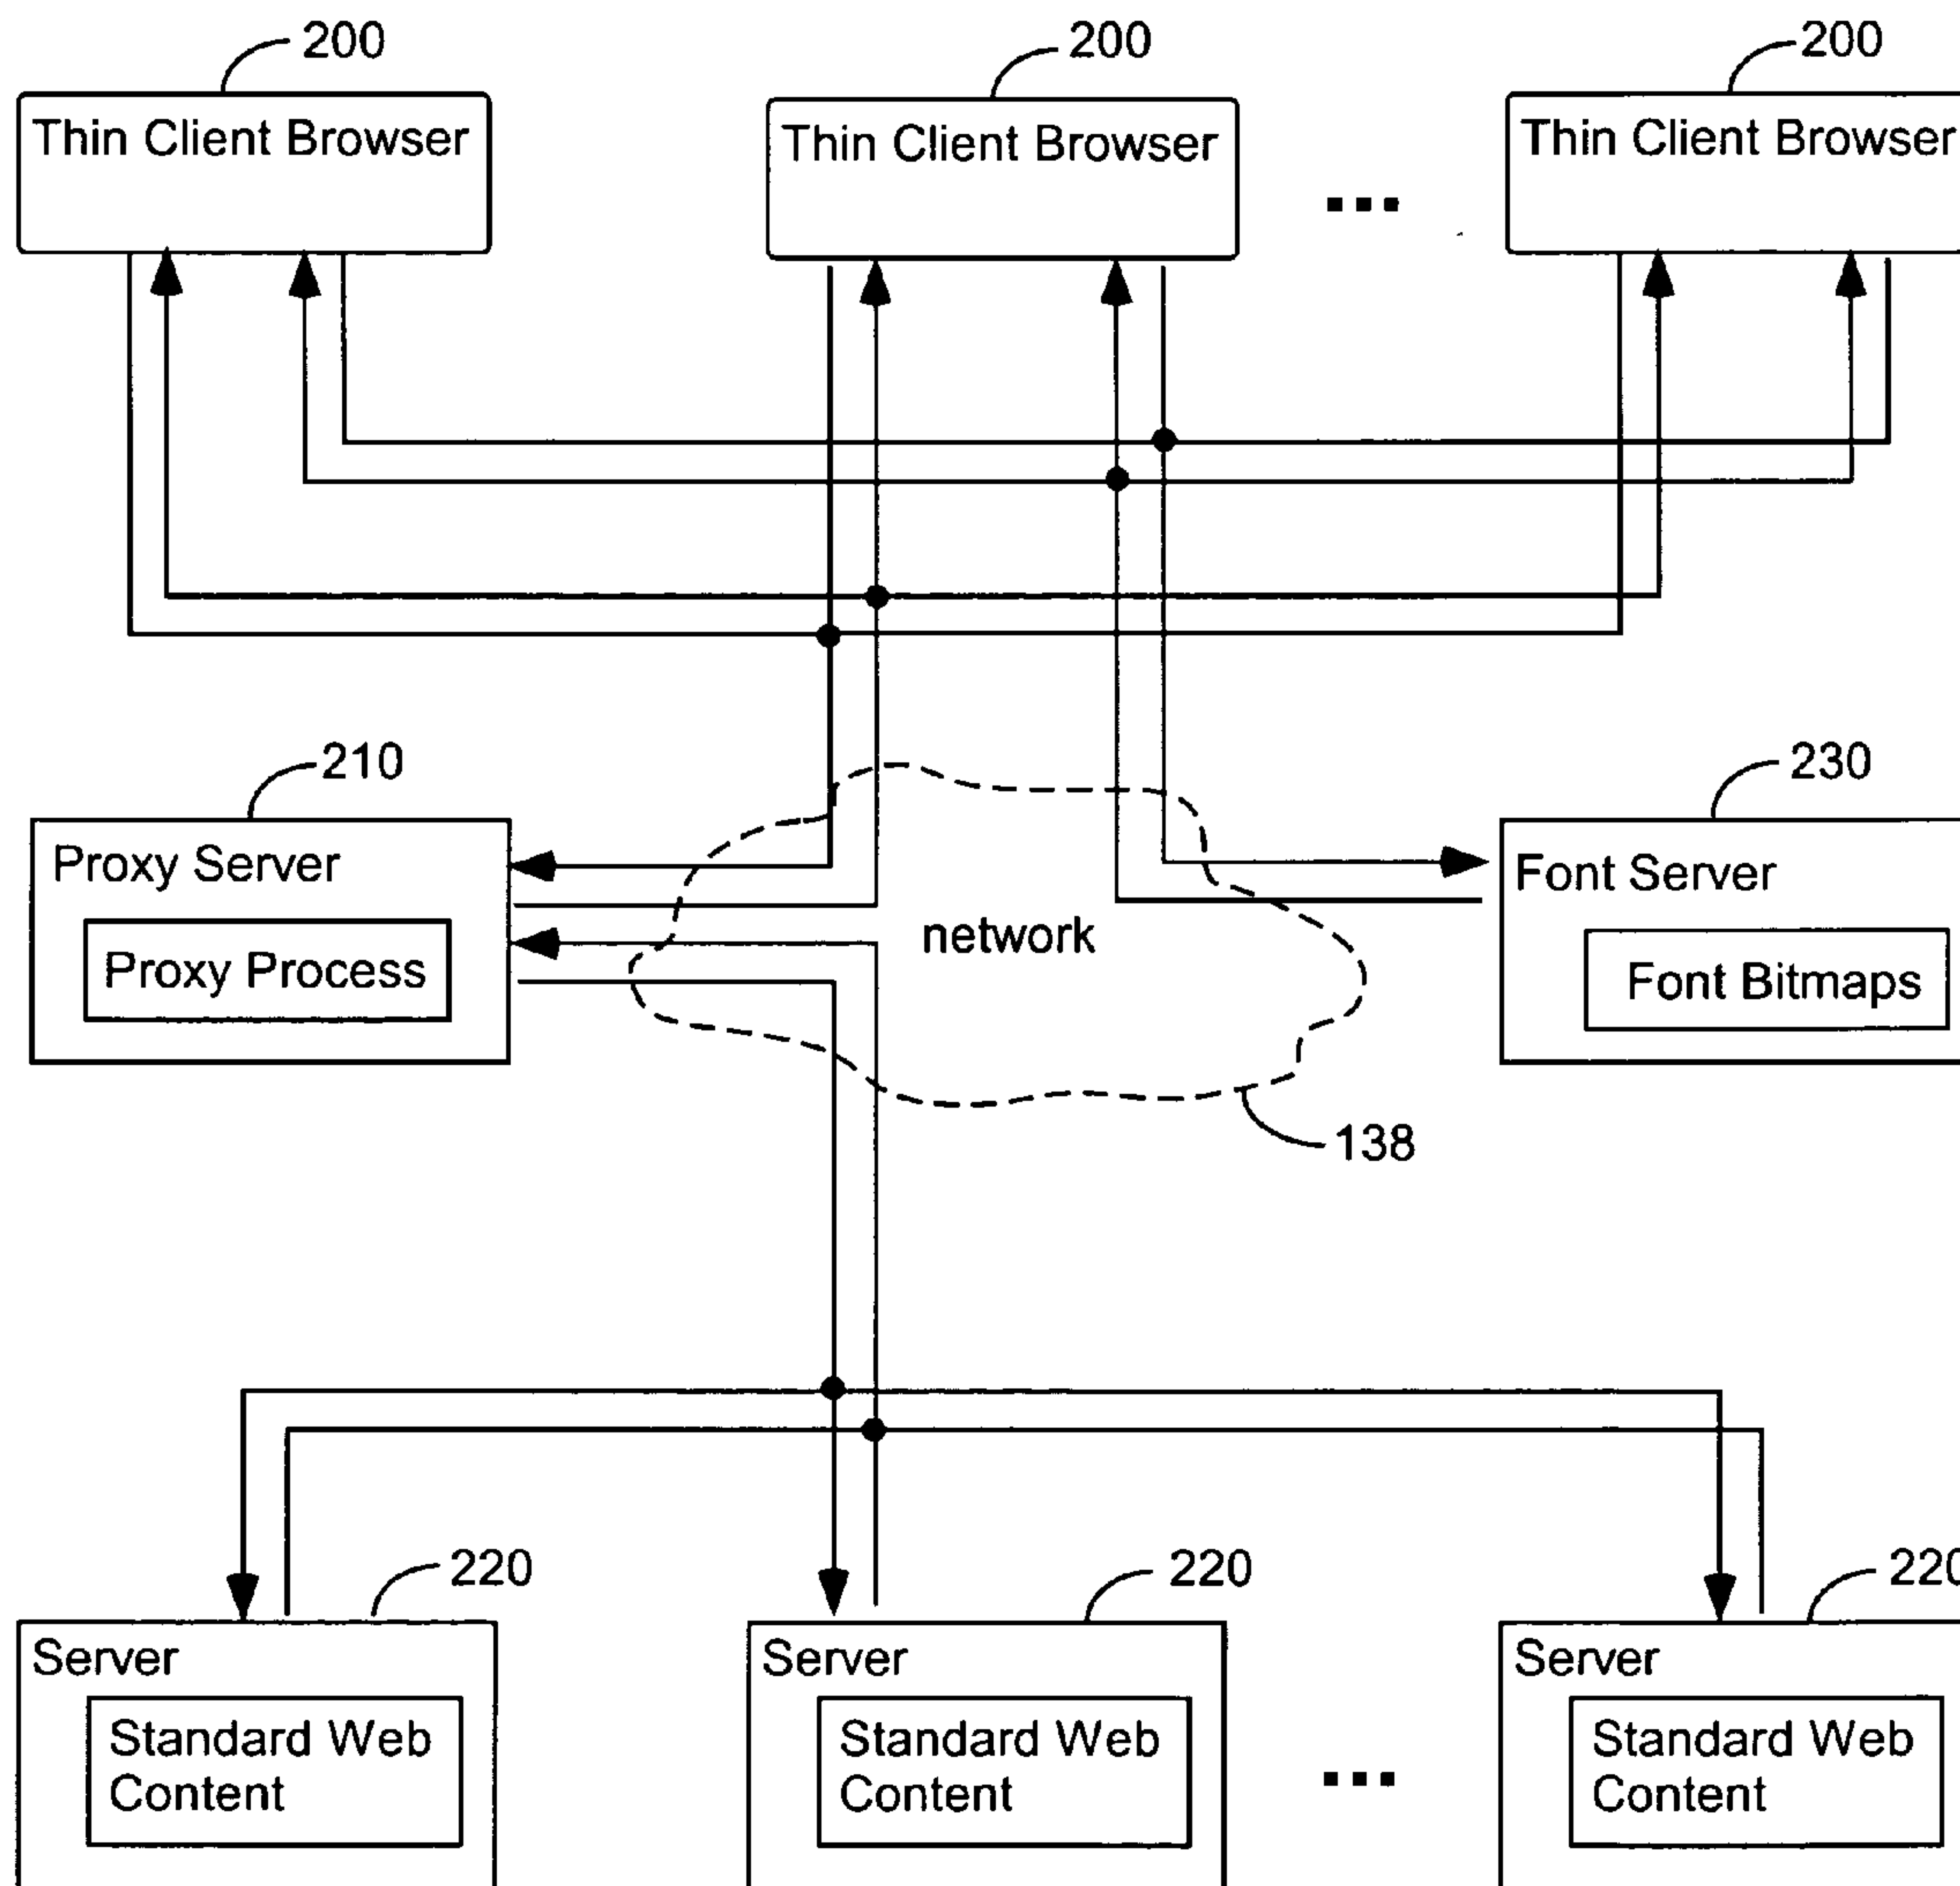 200
200
200
Thin Client Browser
Thin Client Browser
Thin Client Browser
210
230
Proxy Server
Proxy Process
network
Font Server
Font Bitmaps
138
220
220
220
Server
Standard Web
Content
Server
Standard Web
Content
Server
Standard Web
Content